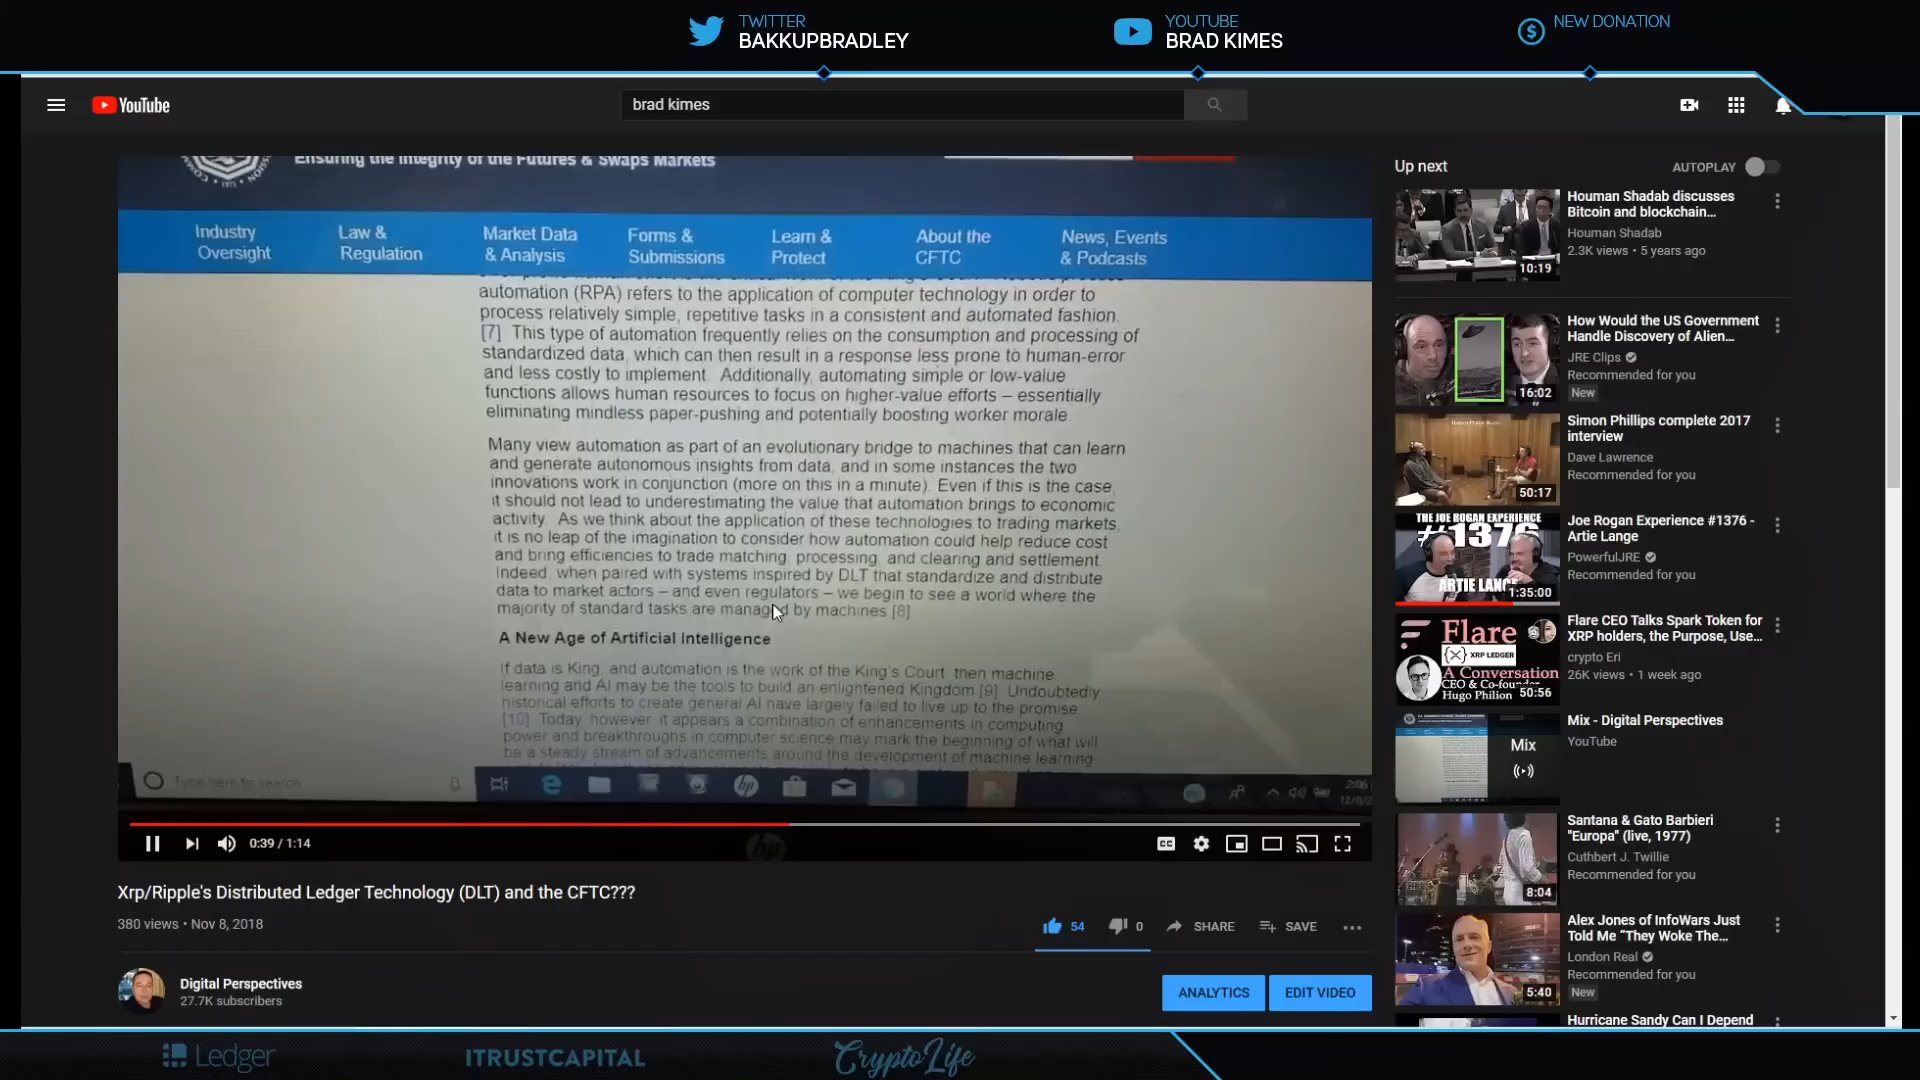 TWITTER
BAKKUPBRADLEY
YOUTUBE
BRAD KIMES
NEW DONATION
YouTube
brad kimes
Ensuring the Integrity of the Futures & Swaps Markets
Industry
Oversight
Law &
Regulation
Market Data
& Analysis
Forms &
Submissions
Learn &
Protect
About the
CFTC
News, Events
& Podcasts
automation (RPA) refers to the application of computer technology in order to
process relatively simple, repetitive tasks in a consistent and automated fashion.
[7] This type of automation frequently relies on the consumption and processing of
standardized data, which can then result in a response less prone to human-error
and less costly to implement. Additionally, automating simple or low-value
functions allows human resources to focus on higher-value efforts – essentially
eliminating mindless paper-pushing and potentially boosting worker morale.
Many view automation as part of an evolutionary bridge to machines that can learn
and generate autonomous insights from data, and in some instances the two
innovations work in conjunction (more on this in a minute). Even if this is the case,
it should not lead to underestimating the value that automation brings to economic
activity. As we think about the application of these technologies to trading markets,
it is no leap of the imagination to consider how automation could help reduce cost
and bring efficiencies to trade matching, processing, and clearing and settlement.
Indeed, when paired with systems inspired by DLT that standardize and distribute
data to market actors – and even regulators – we begin to see a world where the
majority of standard tasks are managed by machines [8]
A New Age of Artificial Intelligence
If data is King, and automation is the work of the King's Court, then machine
learning and AI may be the tools to build an enlightened Kingdom [9] Undoubtedly
historical efforts to create general AI have largely failed to live up to the promise.
[10] Today, however, it appears a combination of enhancements in computing
power and breakthroughs in computer science may mark the beginning of what will
be a steady stream of advancements around the development of machine learning
Type here to search
hp
2:06
0:39 / 1:14
CC
hp
Xrp/Ripple's Distributed Ledger Technology (DLT) and the CFTC???
380 views • Nov 8, 2018
54
0
SHARE
SAVE
Digital Perspectives
27.7K subscribers
ANALYTICS
EDIT VIDEO
Up next
AUTOPLAY
10:19
Houman Shadab discusses
Bitcoin and blockchain...
Houman Shadab
2.3K views • 5 years ago
16:02
How Would the US Government
Handle Discovery of Alien...
JRE Clips
Recommended for you
New
50:17
Simon Phillips complete 2017
interview
Dave Lawrence
Recommended for you
THE JOE ROGAN EXPERIENCE
#1376
ARTIE LANGE
1:35:00
Joe Rogan Experience #1376 -
Artie Lange
PowerfulJRE
Recommended for you
Flare
XRP LEDGER
A Conversation
CEO & Co-founder
Hugo Philion
50:56
Flare CEO Talks Spark Token for
XRP holders, the Purpose, Use...
crypto Eri
26K views • 1 week ago
Mix
Mix - Digital Perspectives
YouTube
8:04
Santana & Gato Barbieri
"Europa" (live, 1977)
Cuthbert J. Twillie
Recommended for you
5:40
Alex Jones of InfoWars Just
Told Me "They Woke The...
London Real
Recommended for you
New
Hurricane Sandy Can I Depend
Ledger
ITRUSTCAPITAL
CryptoLife